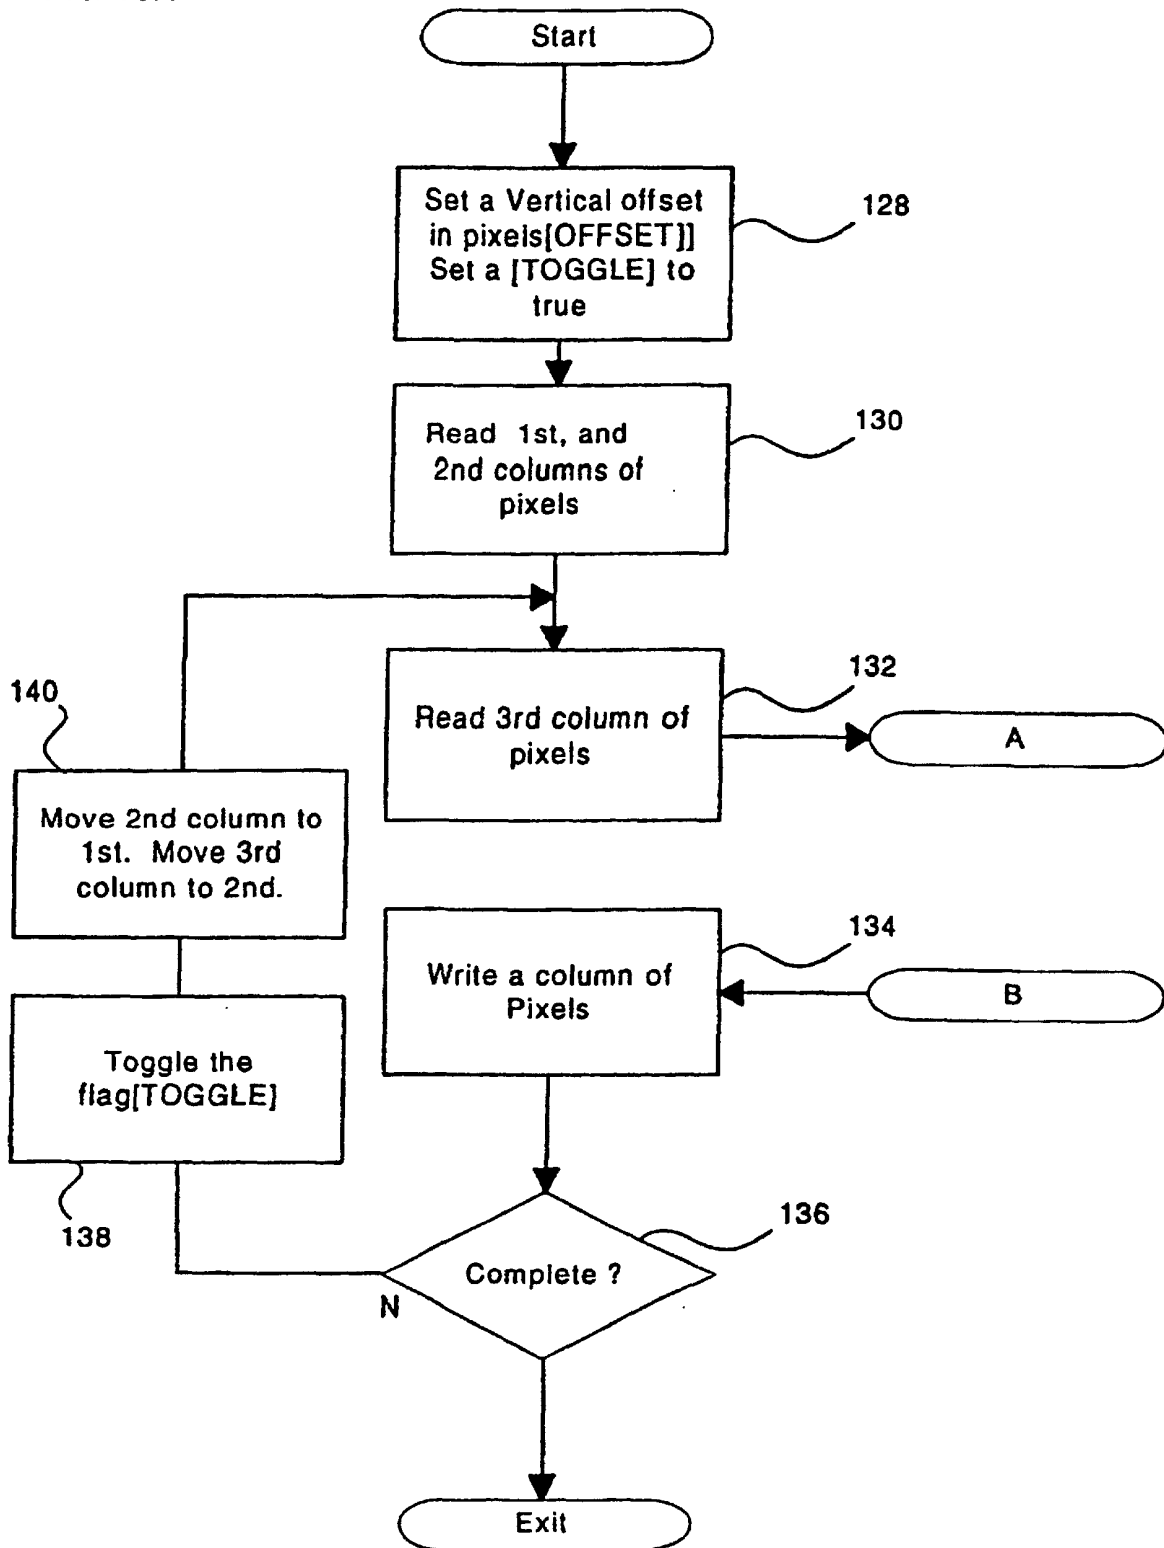 Start
Set a Vertical offset
in pixels[OFFSET]]
Set a [TOGGLE] to
true
128
Read 1st, and
2nd columns of
pixels
130
Read 3rd column of
pixels
132
A
140
Move 2nd column to
1st. Move 3rd
column to 2nd.
Write a column of
Pixels
134
B
Toggle the
flag[TOGGLE]
138
Complete ?
136
N
Exit